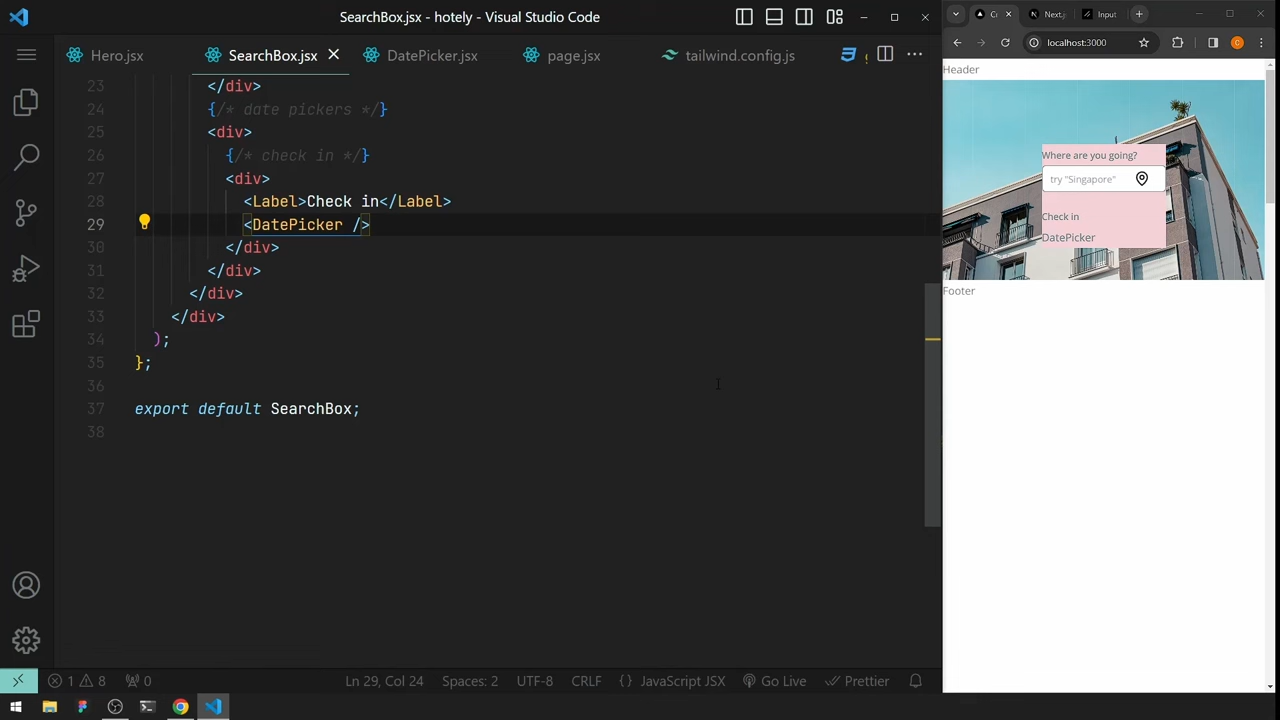 SearchBox.jsx - hotely - Visual Studio Code
Hero.jsx
SearchBox.jsx
DatePicker.jsx
page.jsx
tailwind.config.js
23 </div>
24 {/* date pickers */}
25 <div>
26 {/* check in */}
27 <div>
28 <Label>Check in</Label>
29 <DatePicker />
30 </div>
31 </div>
32 </div>
33 </div>
34 );
35 };
36
37 export default SearchBox;
38
1 8
0
Ln 29, Col 24
Spaces: 2
UTF-8
CRLF
{} JavaScript JSX
Go Live
Prettier
Next.j
Input
localhost:3000
C
Header
Where are you going?
try "Singapore"
Check in
DatePicker
Footer